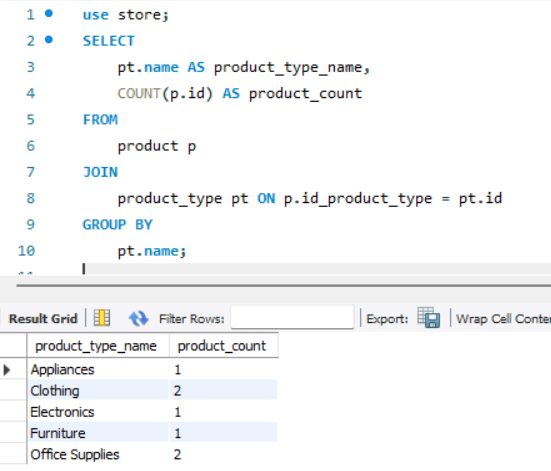 1 use store;
2 SELECT
3 pt.name AS product_type_name,
4 COUNT(p.id) AS product_count
5 FROM
6 product p
7 JOIN
8 product_type pt ON p.id_product_type = pt.id
9 GROUP BY
10 pt.name;
Result Grid Filter Rows: Export: Wrap Cell Conte
product_type_name product_count
Appliances 1
Clothing 2
Electronics 1
Furniture 1
Office Supplies 2